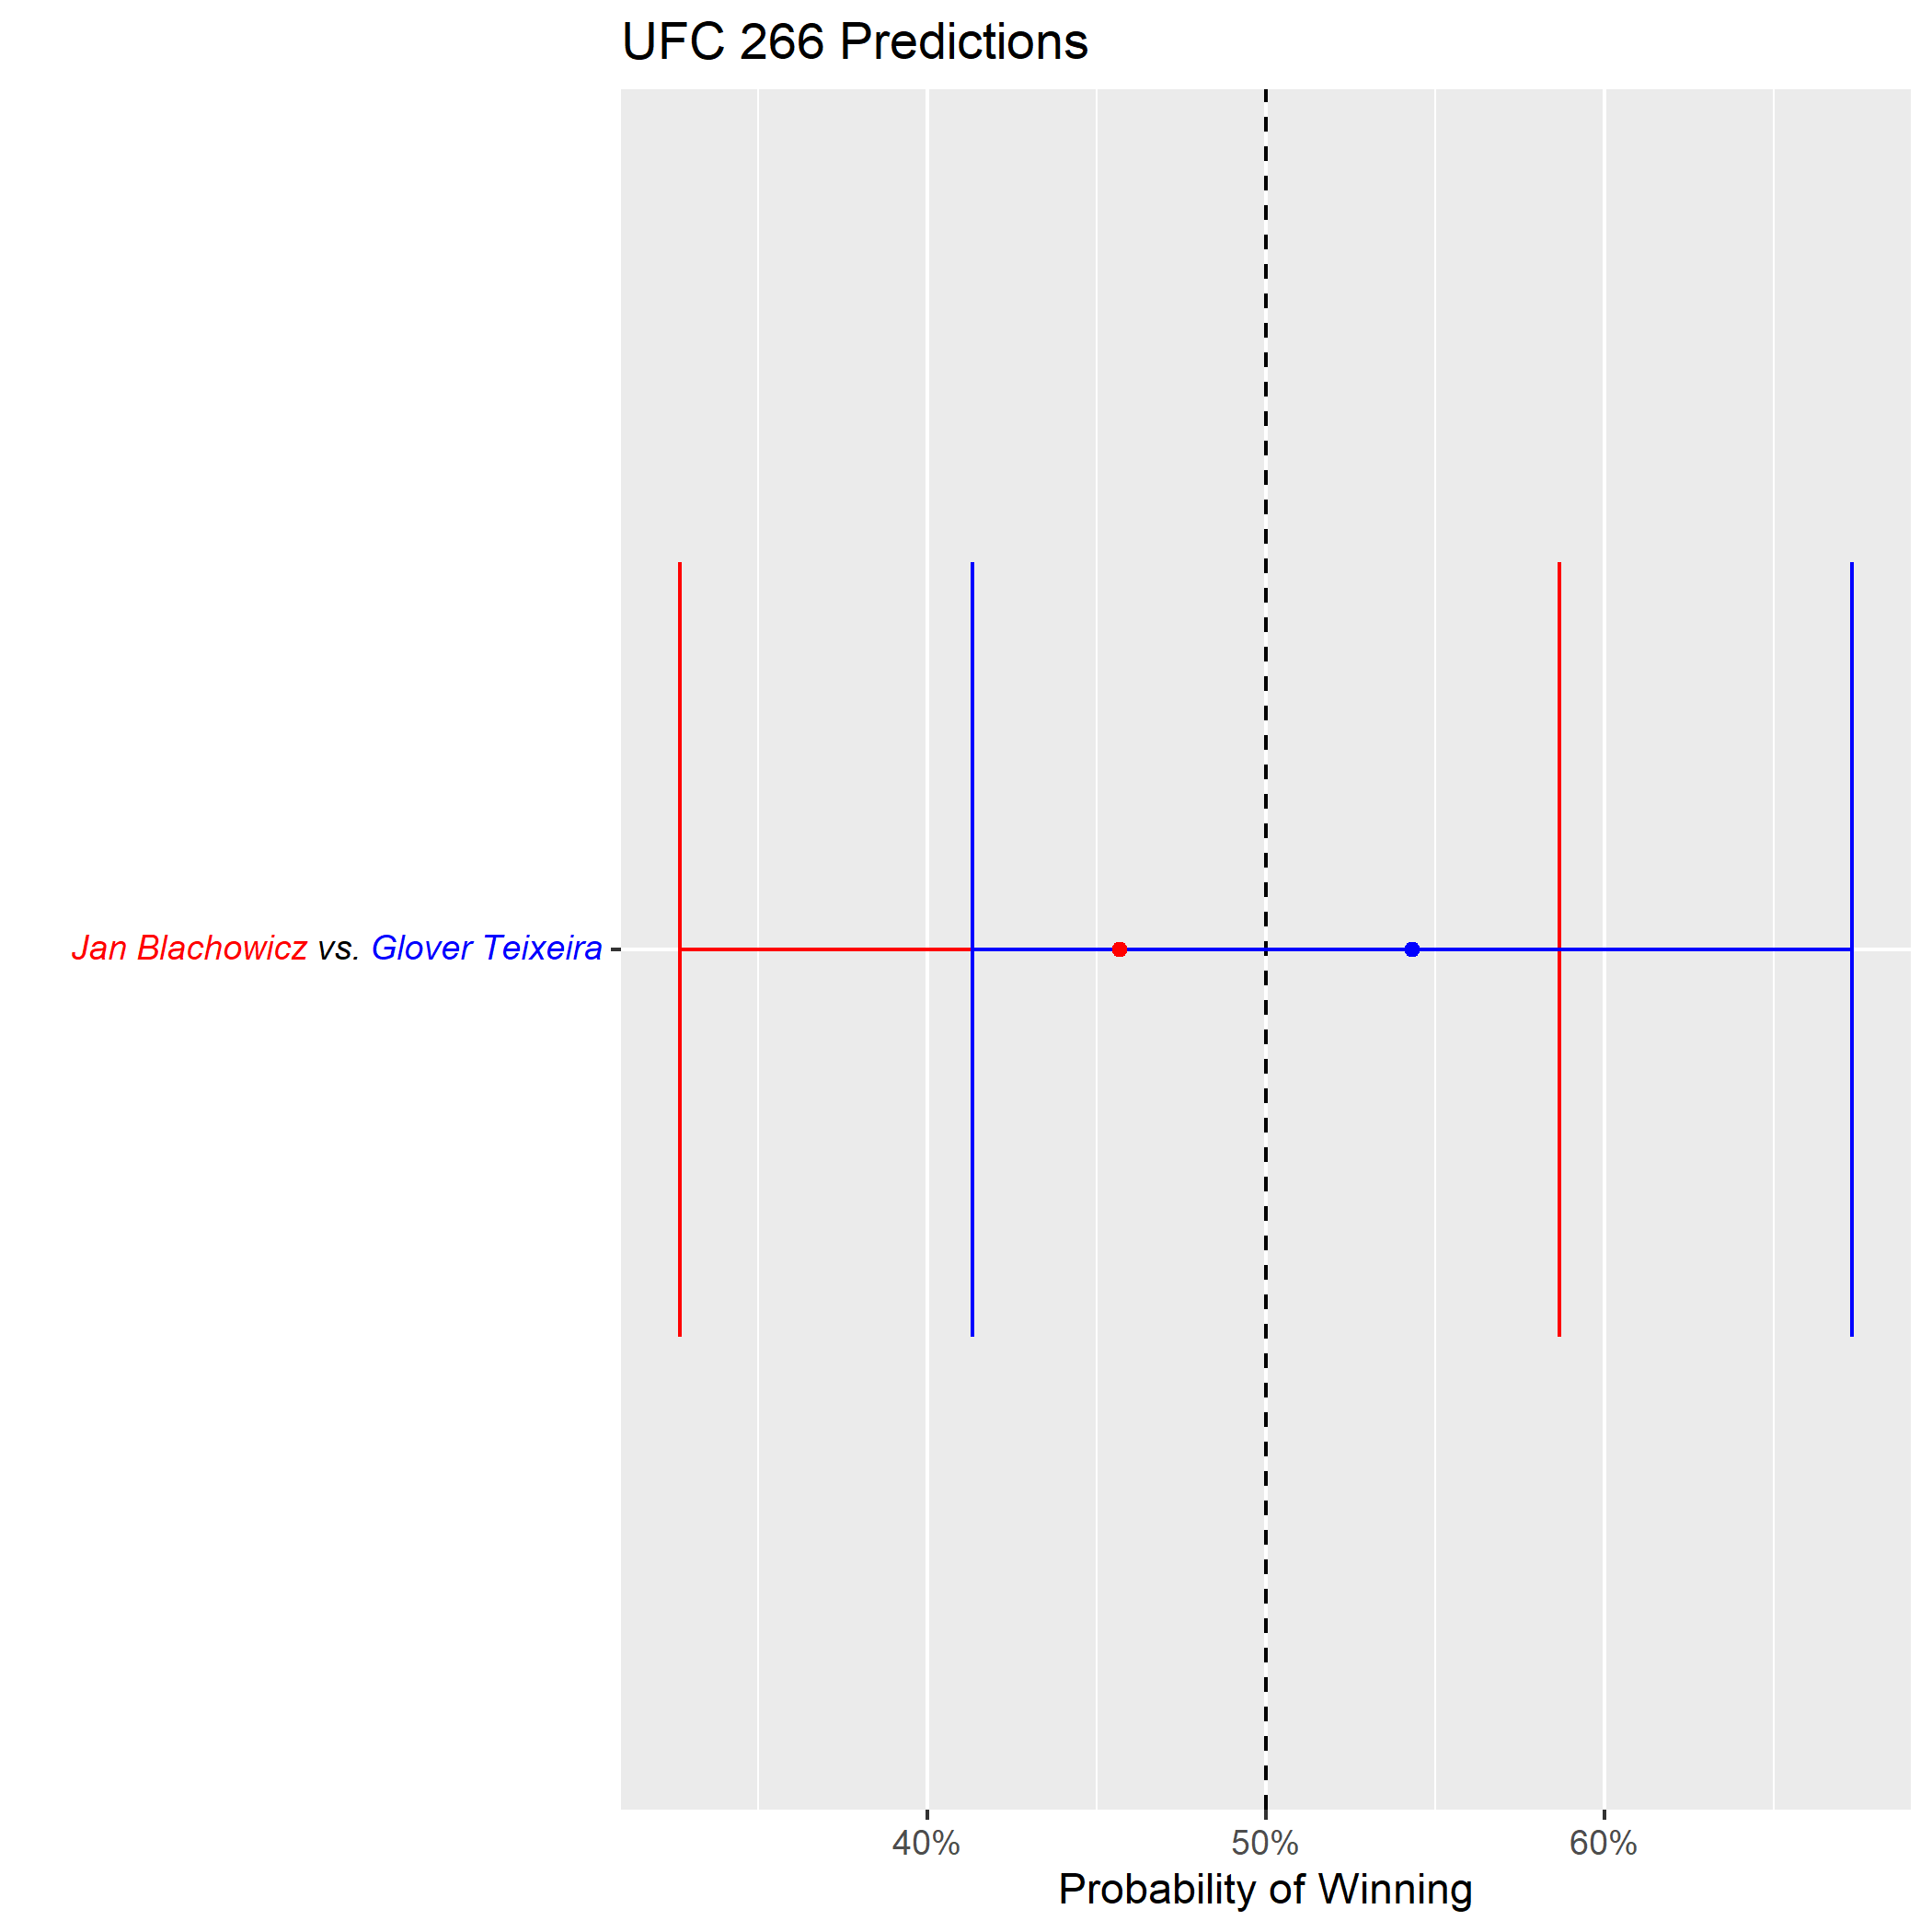 UFC 266 Predictions
Jan Blachowicz vs. Glover Teixeira
40% 50% 60%
Probability of Winning